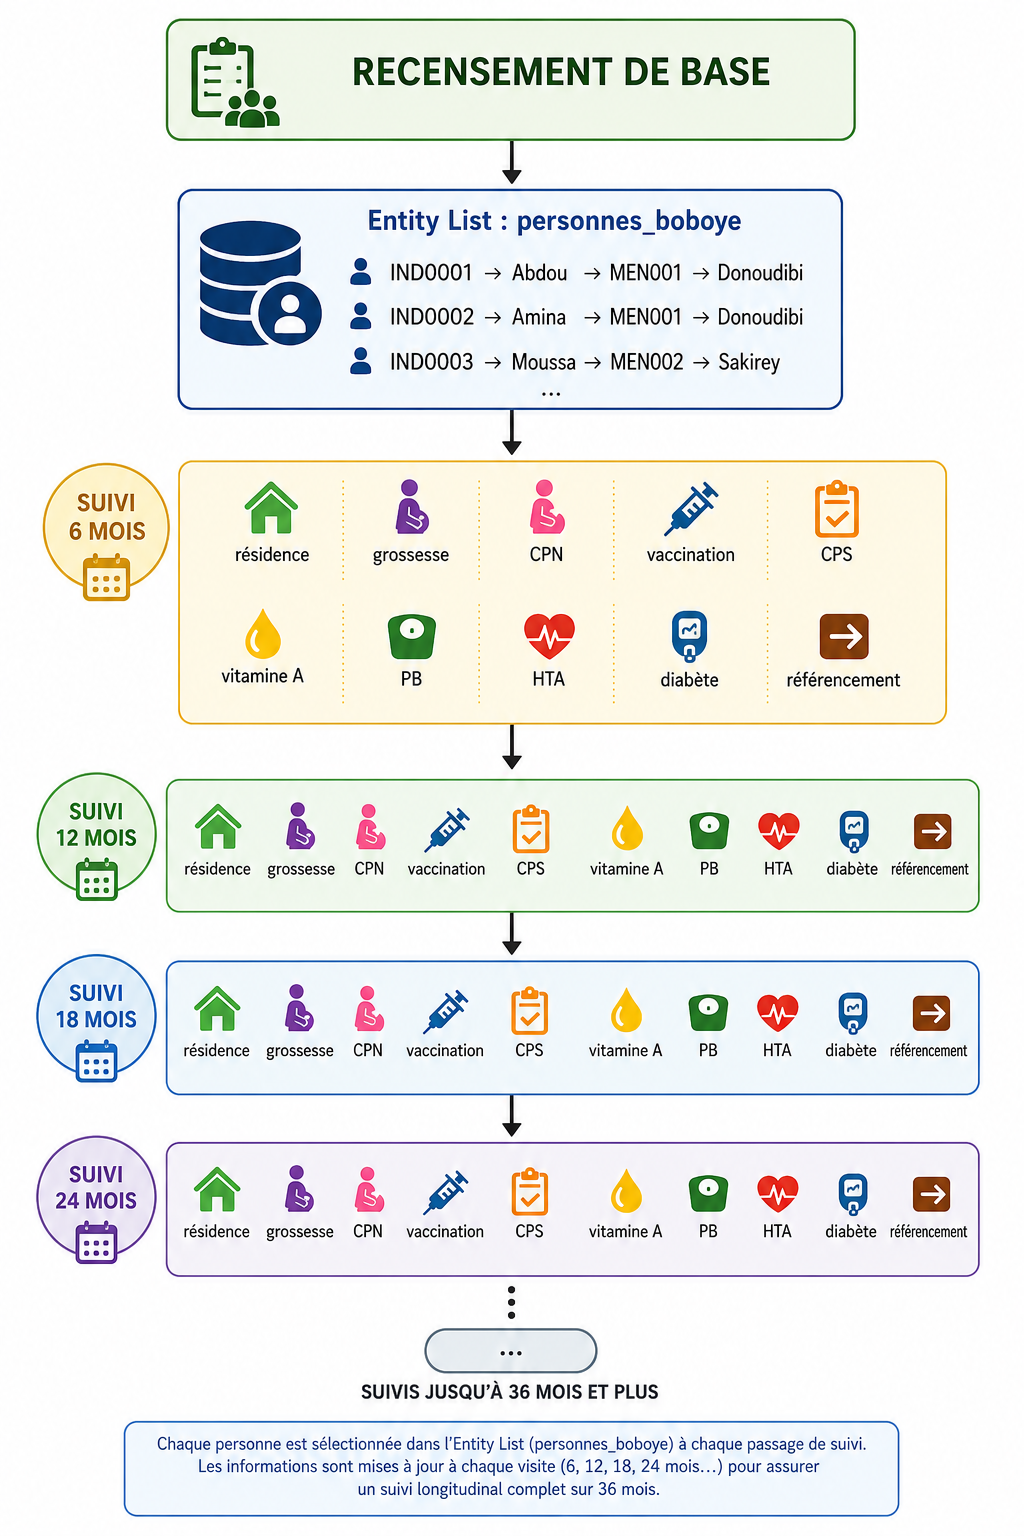 RECENSEMENT DE BASE
Entity List : personnes_boboye
IND0001 → Abdou → MEN001 → Donoudibi
IND0002 → Amina → MEN001 → Donoudibi
IND0003 → Moussa → MEN002 → Sakirey
...
SUIVI
6 MOIS
résidence grossesse CPN vaccination CPS
vitamine A PB HTA diabète référencement
SUIVI
12 MOIS
résidence grossesse CPN vaccination CPS vitamine A PB HTA diabète référencement
SUIVI
18 MOIS
résidence grossesse CPN vaccination CPS vitamine A PB HTA diabète référencement
SUIVI
24 MOIS
résidence grossesse CPN vaccination CPS vitamine A PB HTA diabète référencement
...
SUIVIS JUSQU'À 36 MOIS ET PLUS
Chaque personne est sélectionnée dans l'Entity List (personnes_boboye) à chaque passage de suivi.
Les informations sont mises à jour à chaque visite (6, 12, 18, 24 mois...) pour assurer
un suivi longitudinal complet sur 36 mois.